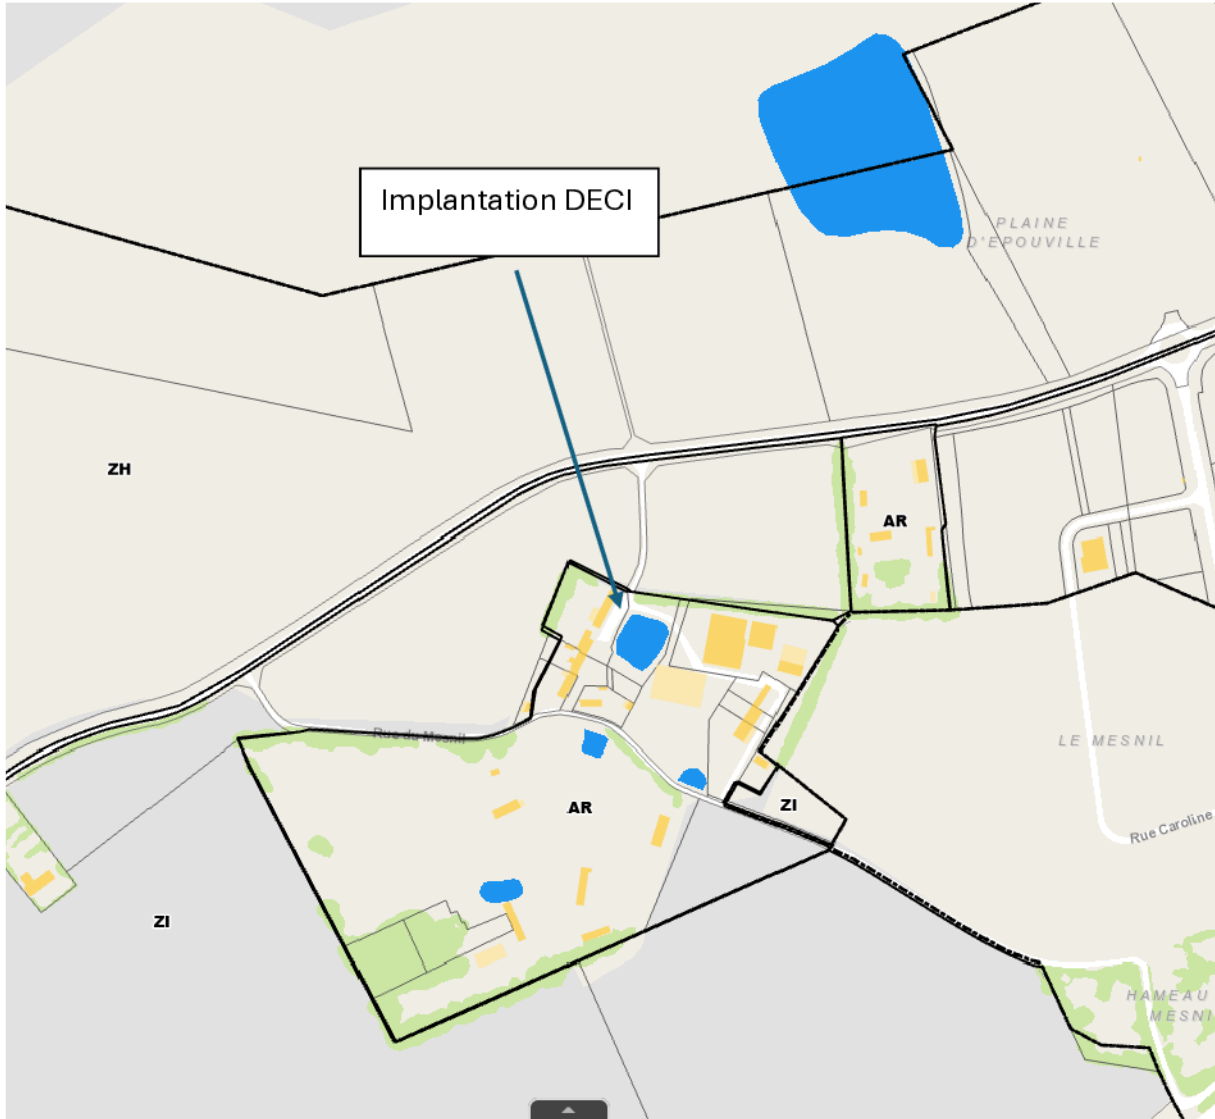 Implantation DECI
PLAINE
D'EPOUVILLE
ZH
AR
Rue du Mesnil
LE MESNIL
AR
ZI
Rue Caroline
ZI
HAMEAU
MESNI